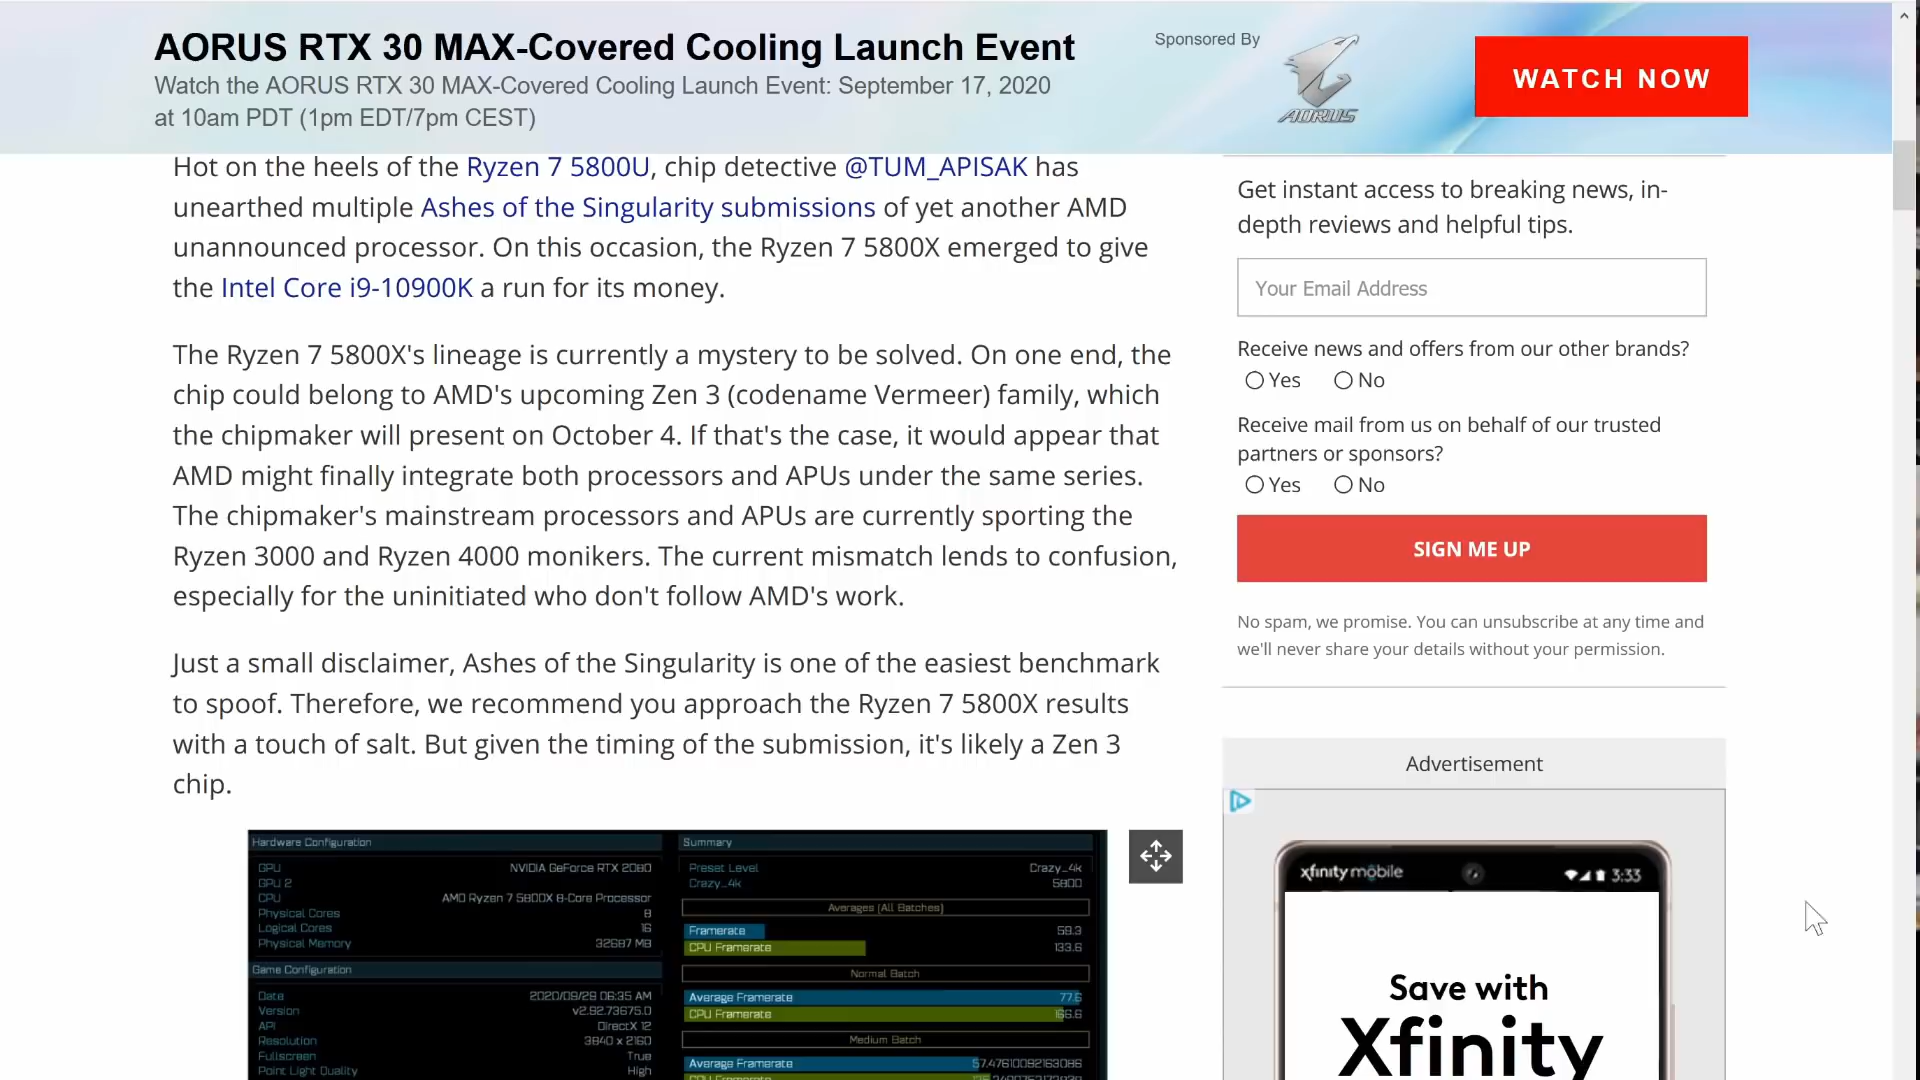 AORUS RTX 30 MAX-Covered Cooling Launch Event
Watch the AORUS RTX 30 MAX-Covered Cooling Launch Event: September 17, 2020
at 10am PDT (1pm EDT/7pm CEST)
Sponsored By
AORUS
WATCH NOW
Hot on the heels of the Ryzen 7 5800U, chip detective @TUM_APISAK has
unearthed multiple Ashes of the Singularity submissions of yet another AMD
unannounced processor. On this occasion, the Ryzen 7 5800X emerged to give
the Intel Core i9-10900K a run for its money.
The Ryzen 7 5800X's lineage is currently a mystery to be solved. On one end, the
chip could belong to AMD's upcoming Zen 3 (codename Vermeer) family, which
the chipmaker will present on October 4. If that's the case, it would appear that
AMD might finally integrate both processors and APUs under the same series.
The chipmaker's mainstream processors and APUs are currently sporting the
Ryzen 3000 and Ryzen 4000 monikers. The current mismatch lends to confusion,
especially for the uninitiated who don't follow AMD's work.
Just a small disclaimer, Ashes of the Singularity is one of the easiest benchmark
to spoof. Therefore, we recommend you approach the Ryzen 7 5800X results
with a touch of salt. But given the timing of the submission, it's likely a Zen 3
chip.
Hardware Configuration
GPU NVIDIA GeForce RTX 2080
GPU 2
CPU AMD Ryzen 7 5800X 8-Core Processor
Physical Cores 8
Logical Cores 16
Physical Memory 32687 MB
Game Configuration
Date 2020/09/28 06:35 AM
Version v2.92.73675.0
API DirectX 12
Resolution 3840 x 2160
Fullscreen True
Point Light Quality High
Summary
Preset Level Crazy_4k
Crazy_4k 5800
Averages (All Batches)
Framerate 59.3
CPU Framerate 133.6
Normal Batch
Average Framerate 77.6
CPU Framerate 166.6
Medium Batch
Average Framerate 57.47610092163086
Get instant access to breaking news, in-
depth reviews and helpful tips.
Your Email Address
Receive news and offers from our other brands?
Yes No
Receive mail from us on behalf of our trusted
partners or sponsors?
Yes No
SIGN ME UP
No spam, we promise. You can unsubscribe at any time and
we'll never share your details without your permission.
Advertisement
xfinity mobile 3:33
Save with
Xfinity